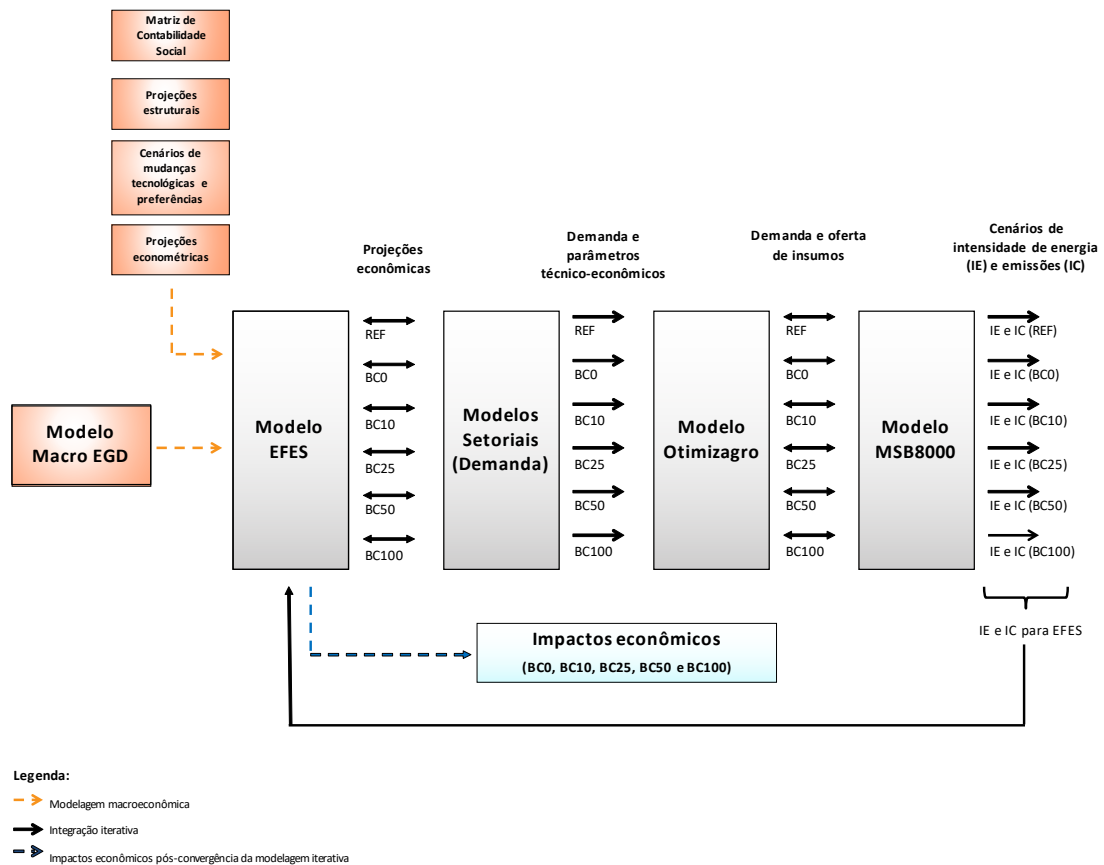 Matriz de
Contabilidade
Social
Projeções
estruturais
Cenários de
mudanças
tecnológicas e
preferências
Projeções
econométricas
Modelo
Macro EGD
Modelo
EFES
Projeções
econômicas
REF
BC0
BC10
BC25
BC50
BC100
Modelos
Setoriais
(Demanda)
Demanda e
parâmetros
técnico-econômicos
REF
BC0
BC10
BC25
BC50
BC100
Modelo
Otimizagro
Demanda e oferta
de insumos
REF
BC0
BC10
BC25
BC50
BC100
Modelo
MSB8000
Cenários de
intensidade de energia
(IE) e emissões (IC)
IE e IC (REF)
IE e IC (BC0)
IE e IC (BC10)
IE e IC (BC25)
IE e IC (BC50)
IE e IC (BC100)
IE e IC para EFES
Impactos econômicos
(BC0, BC10, BC25, BC50 e BC100)
Legenda:
Modelagem macroeconômica
Integração iterativa
Impactos econômicos pós-convergência da modelagem iterativa